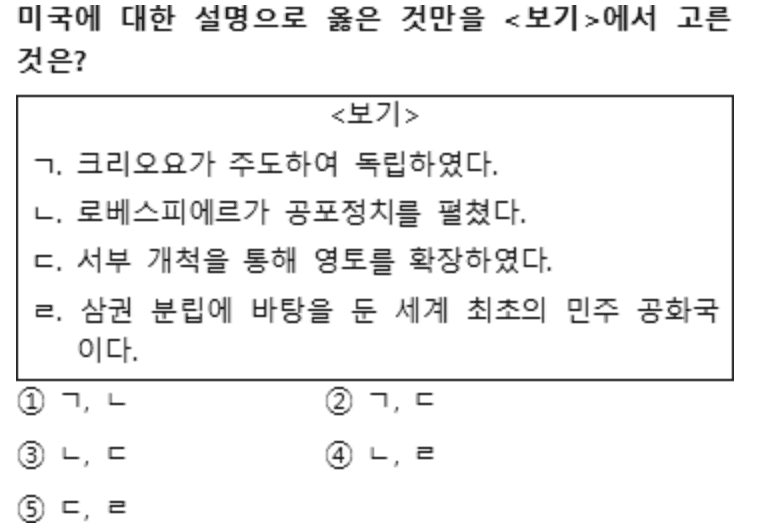 미국에 대한 설명으로 옳은 것만을 <보기>에서 고른
것은?
<보기>
ㄱ. 크리오요가 주도하여 독립하였다.
ㄴ. 로베스피에르가 공포정치를 펼쳤다.
ㄷ. 서부 개척을 통해 영토를 확장하였다.
ㄹ. 삼권 분립에 바탕을 둔 세계 최초의 민주 공화국
이다.
① ㄱ, ㄴ ② ㄱ, ㄷ
③ ㄴ, ㄷ ④ ㄴ, ㄹ
⑤ ㄷ, ㄹ